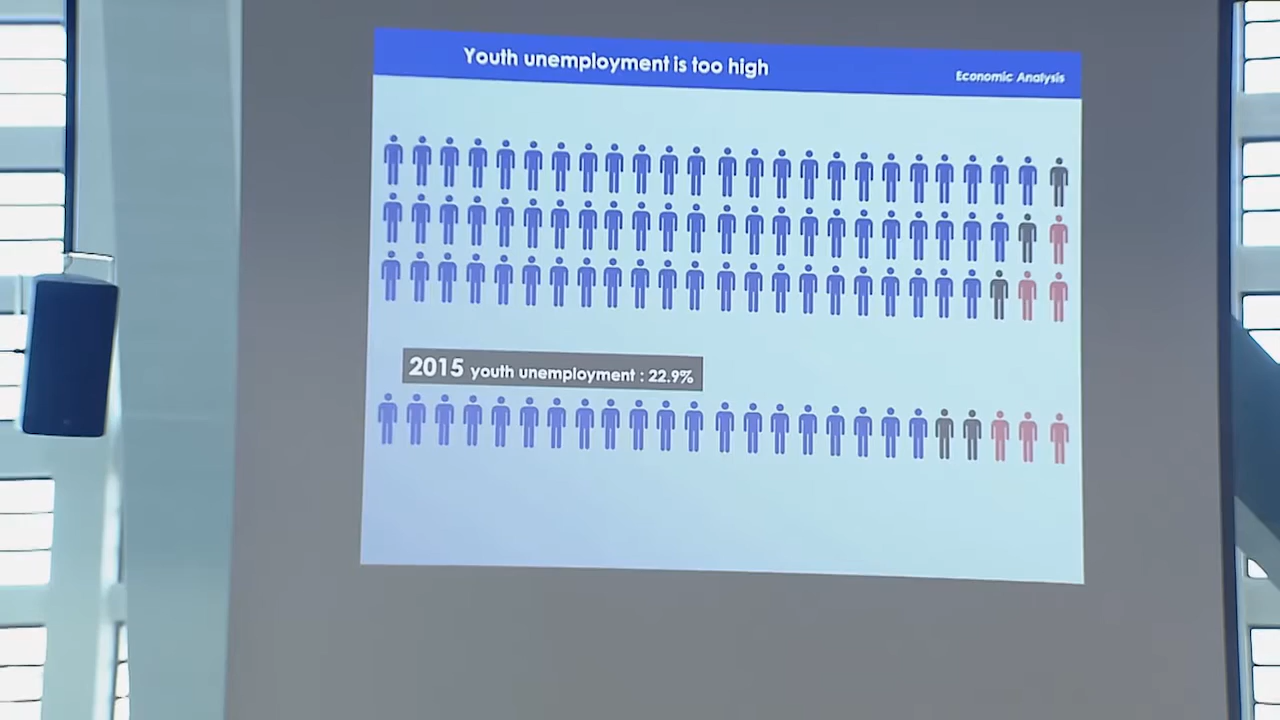 Youth unemployment is too high
Economic Analysis
2015 youth unemployment : 22.9%